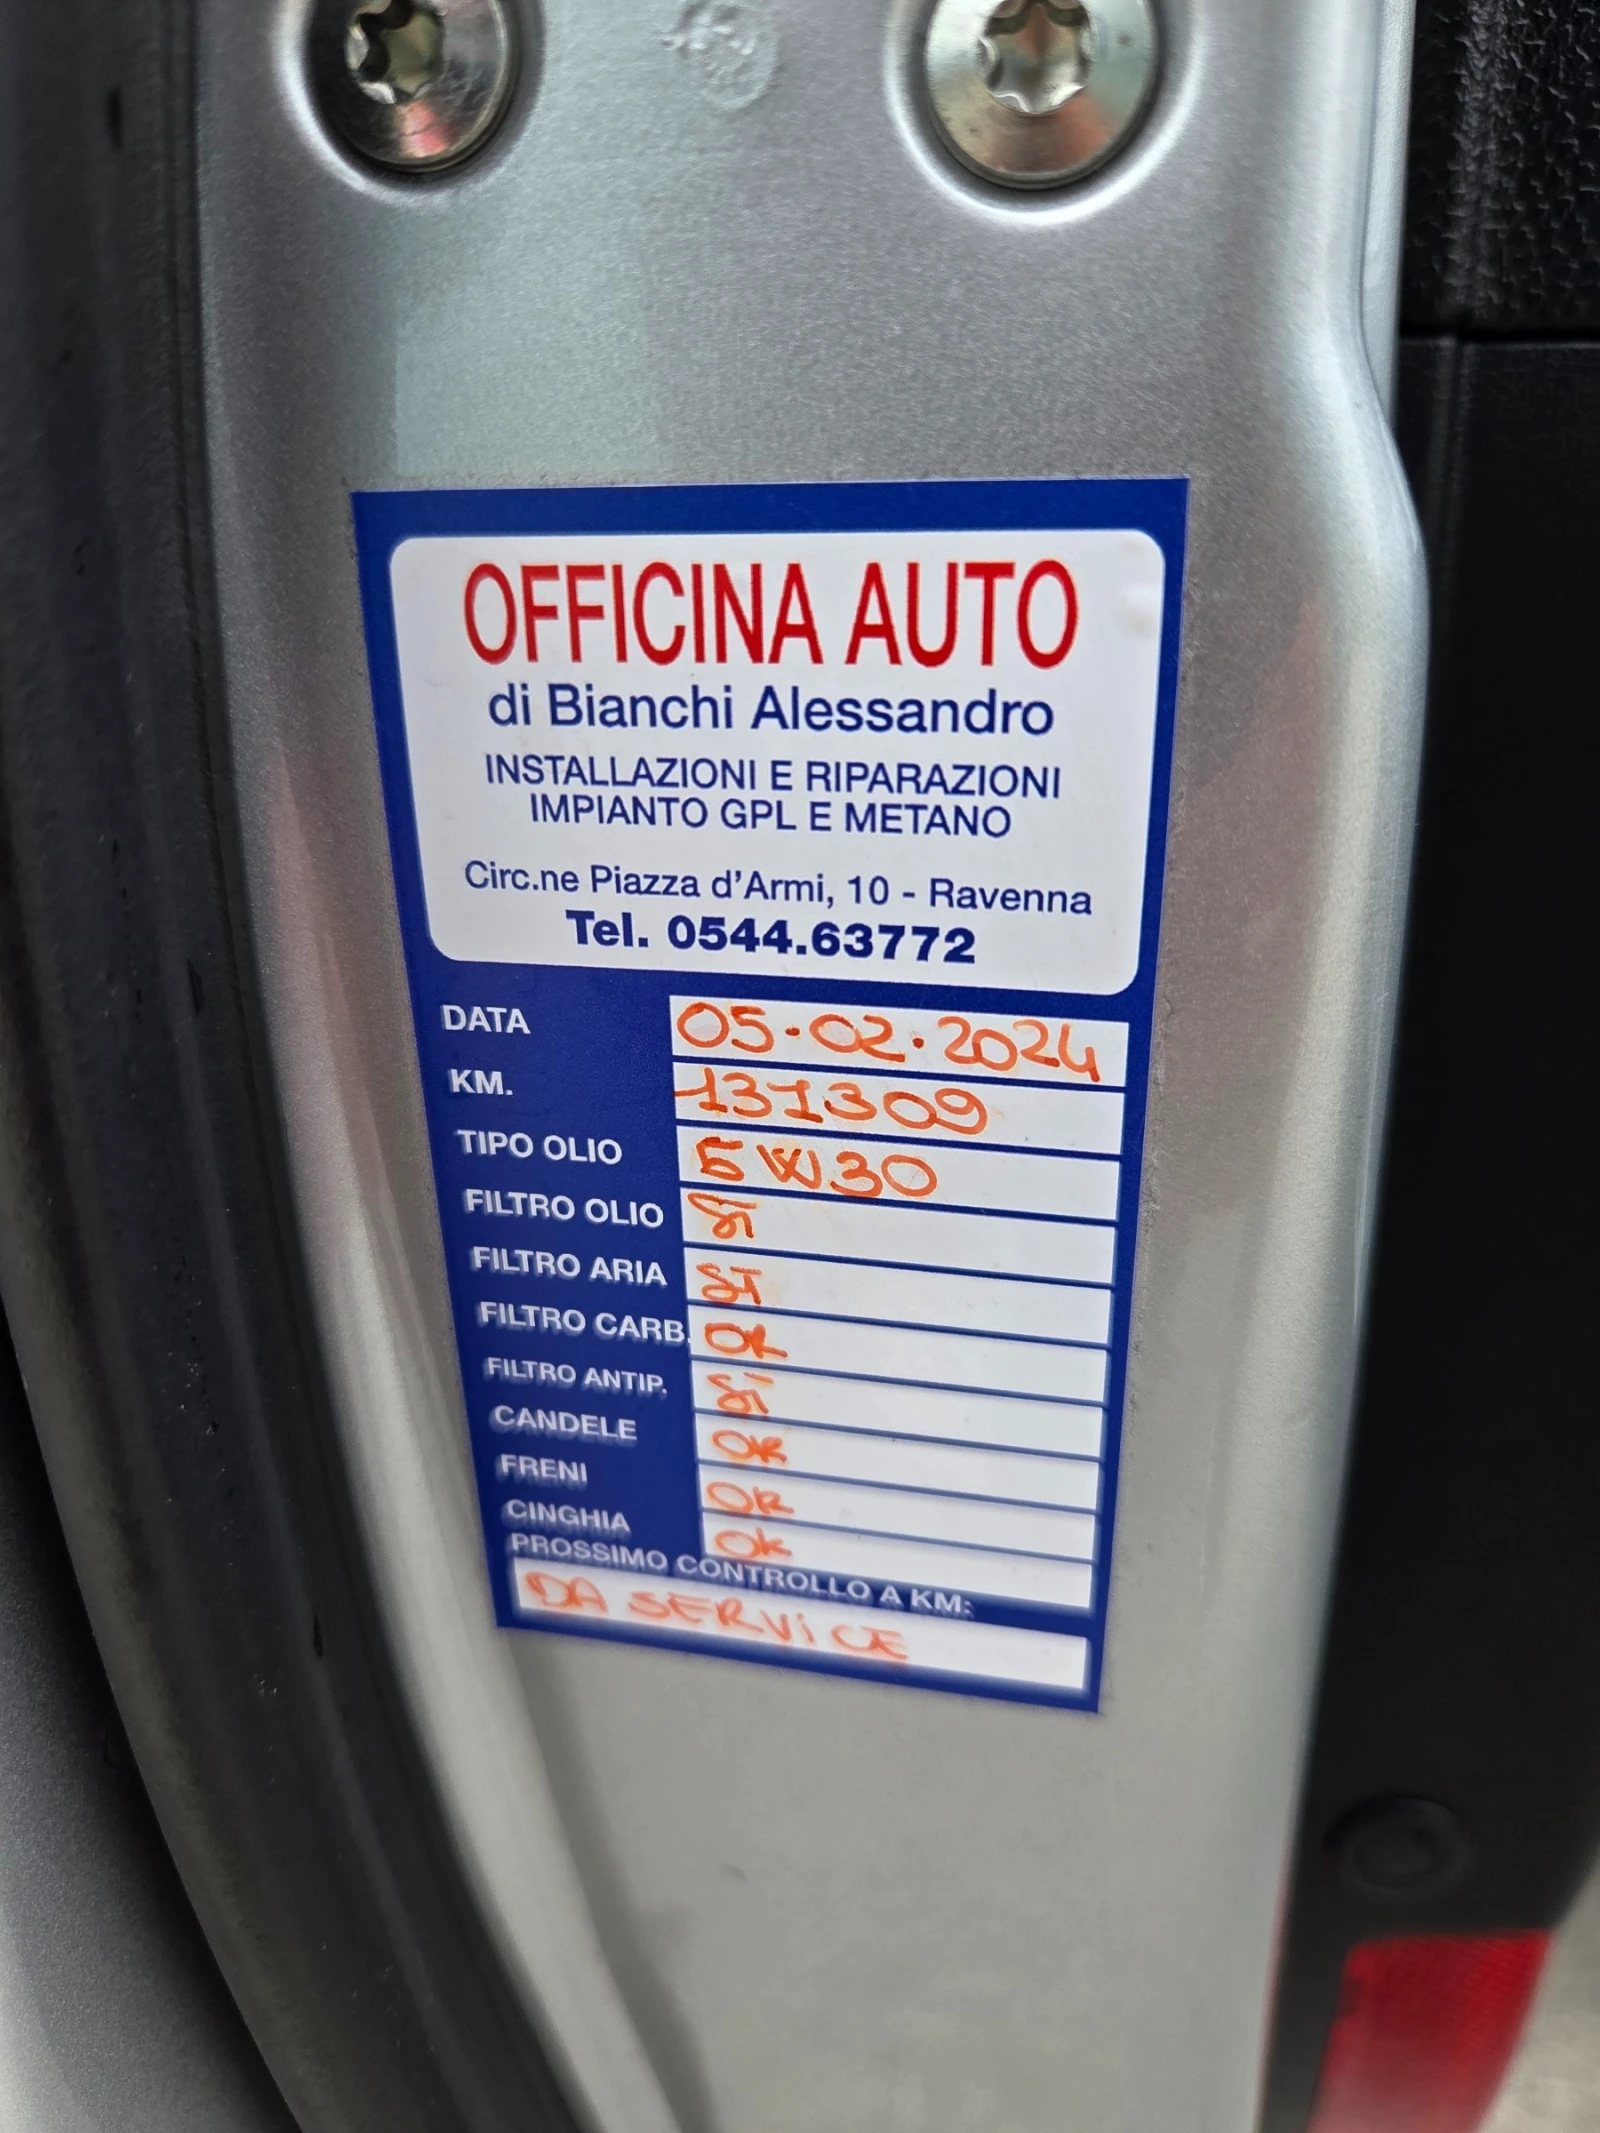 OFFICINA AUTO
di Bianchi Alessandro
INSTALLAZIONI E RIPARAZIONI
IMPIANTO GPL E METANO
Circ.ne Piazza d'Armi, 10 - Ravenna
Tel. 0544.63772
DATA 05-02.2024
KM. 131309
TIPO OLIO 5W30
FILTRO OLIO SI
FILTRO ARIA SI
FILTRO CARB. OK
FILTRO ANTIP. SI
CANDELE OK
FRENI OK
CINGHIA OK
PROSSIMO CONTROLLO A KM:
DA SERVICE